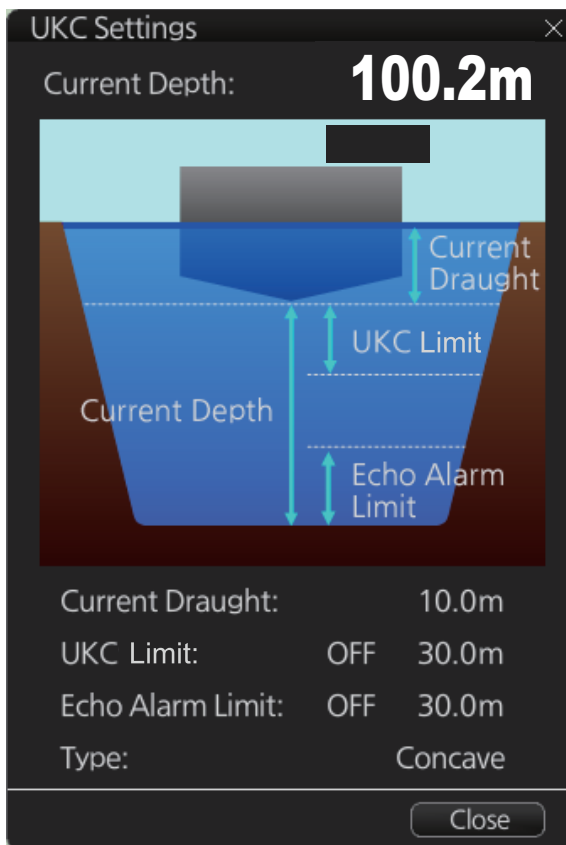 UKC Settings
Current Depth: 100.2m
Current
Draught
UKC Limit
Current Depth
Echo Alarm
Limit
Current Draught: 10.0m
UKC Limit: OFF 30.0m
Echo Alarm Limit: OFF 30.0m
Type: Concave
Close